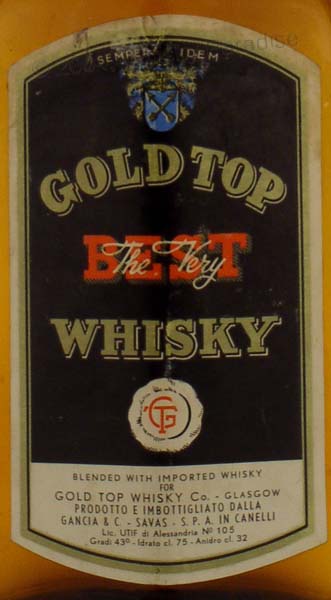 SEMPER IDEM
GOLD TOP
BEST
The Very
WHISKY
GT
BLENDED WITH IMPORTED WHISKY
FOR
GOLD TOP WHISKY Co. - GLASGOW
PRODOTTO E IMBOTTIGLIATO DALLA
GANCIA & C. - SAVAS - S. P. A. IN CANELLI
Lic. UTIF di Alessandria No 105
Gradi 43° - Idrato cl. 75 - Anidro cl. 32